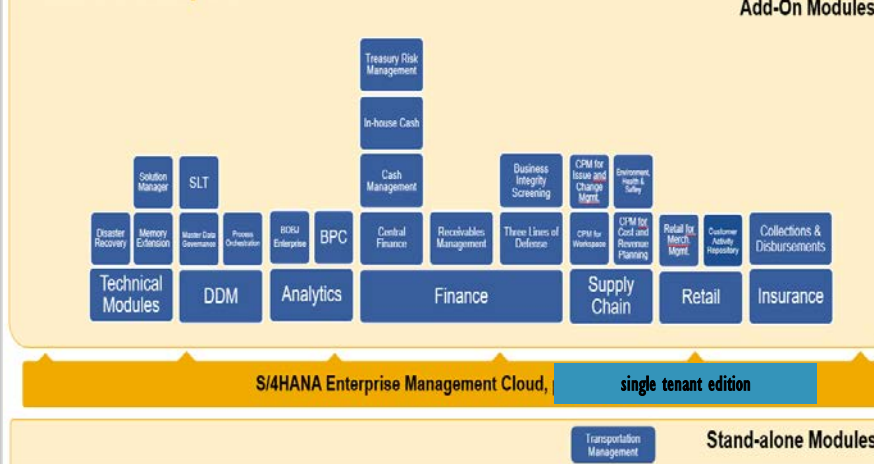 Add-On Modules
Treasury Risk
Management
In-house Cash
Solution
Manager
SLT
Cash
Management
Business
Integrity
Screening
CPM for
Issue and
Change
Mgmt.
Environment,
Health &
Safety
Disaster
Recovery
Memory
Extension
Master Data
Governance
Process
Orchestration
BOBJ
Enterprise
BPC
Central
Finance
Receivables
Management
Three Lines of
Defense
CPM for
Workspace
CPM for
Cost and
Revenue
Planning
Retail for
Merch.
Mgmt.
Customer
Activity
Repository
Collections &
Disbursements
Technical
Modules
DDM
Analytics
Finance
Supply
Chain
Retail
Insurance
S/4HANA Enterprise Management Cloud,
single tenant edition
Transportation
Management
Stand-alone Modules